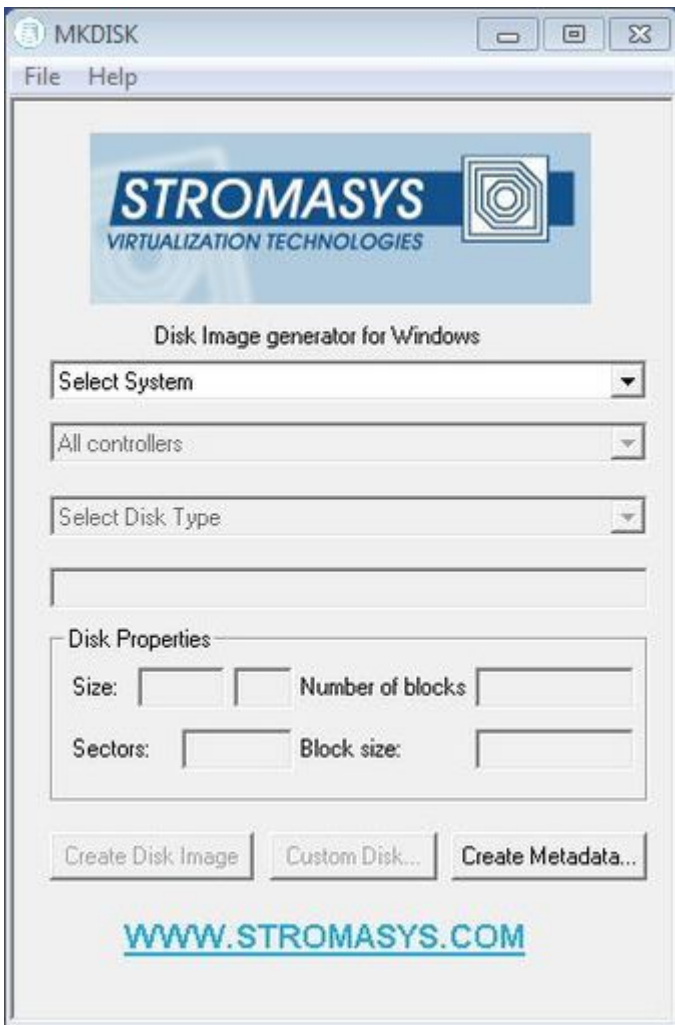 MKDISK
File Help
STROMASYS
VIRTUALIZATION TECHNOLOGIES
Disk Image generator for Windows
Select System
All controllers
Select Disk Type
Disk Properties
Size: Number of blocks
Sectors: Block size:
Create Disk Image Custom Disk... Create Metadata...
WWW.STROMASYS.COM